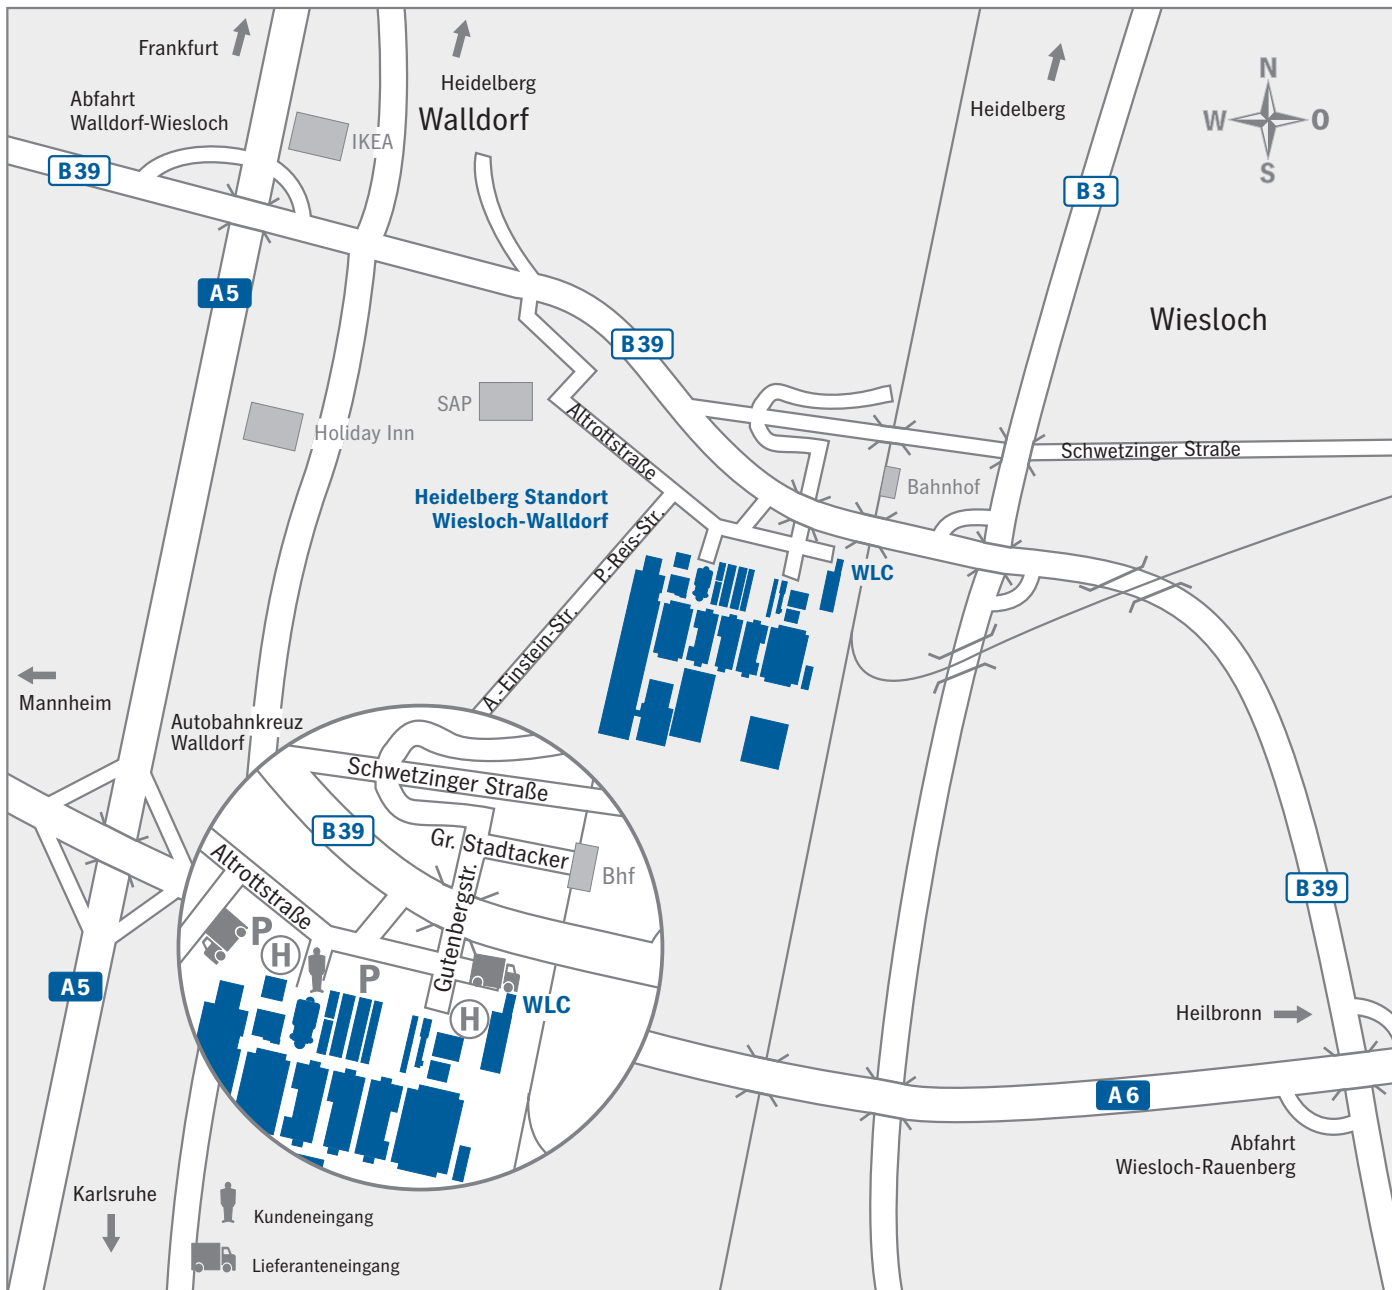 Frankfurt
Heidelberg
Heidelberg
Abfahrt
Walldorf-Wiesloch
Walldorf
IKEA
N
W
O
S
B39
B3
A5
Wiesloch
B39
SAP
Holiday Inn
Altrottstraße
Schwetzinger Straße
Bahnhof
Heidelberg Standort
Wiesloch-Walldorf
P.-Reis-Str.
WLC
A.-Einstein-Str.
Mannheim
Autobahnkreuz
Walldorf
Schwetzinger Straße
B39
Gr. Stadtacker
Bhf
Altrottstraße
Gutenbergstr.
P
H
P
H
WLC
B39
A5
Heilbronn
A6
Abfahrt
Wiesloch-Rauenberg
Karlsruhe
Kundeneingang
Lieferanteneingang